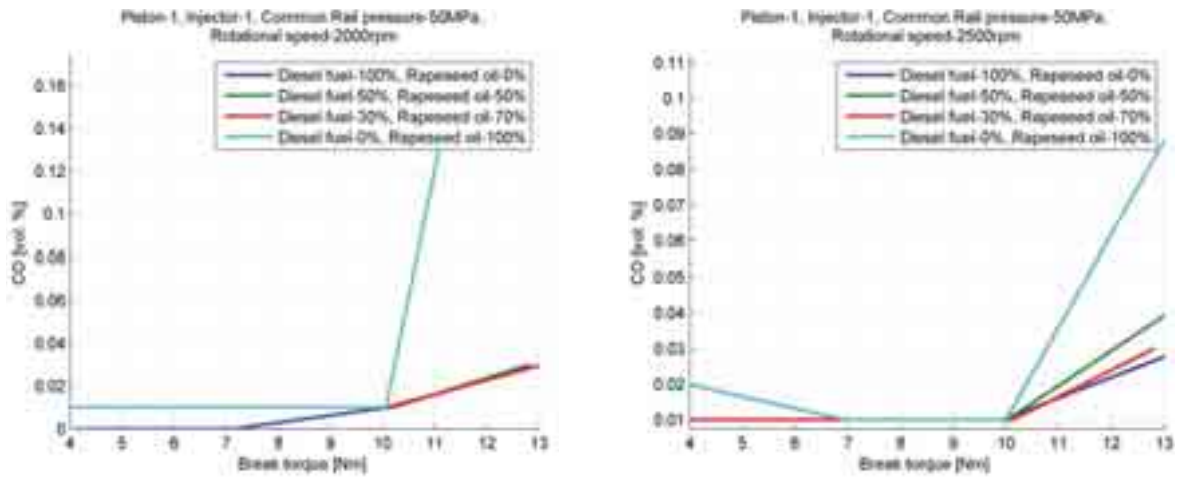 Piston-1, Injector-1, Common Rail pressure-50MPa,
Rotational speed-2000rpm
Diesel fuel-100%, Rapeseed oil-0%
Diesel fuel-50%, Rapeseed oil-50%
Diesel fuel-30%, Rapeseed oil-70%
Diesel fuel-0%, Rapeseed oil-100%
0.16
0.14
0.12
0.1
0.08
0.06
0.04
0.02
0
CO [vol. %]
4 5 6 7 8 9 10 11 12 13
Break torque [Nm]
Piston-1, Injector-1, Common Rail pressure-50MPa,
Rotational speed-2500rpm
Diesel fuel-100%, Rapeseed oil-0%
Diesel fuel-50%, Rapeseed oil-50%
Diesel fuel-30%, Rapeseed oil-70%
Diesel fuel-0%, Rapeseed oil-100%
0.11
0.1
0.09
0.08
0.07
0.06
0.05
0.04
0.03
0.02
0.01
CO [vol. %]
4 5 6 7 8 9 10 11 12 13
Break torque [Nm]